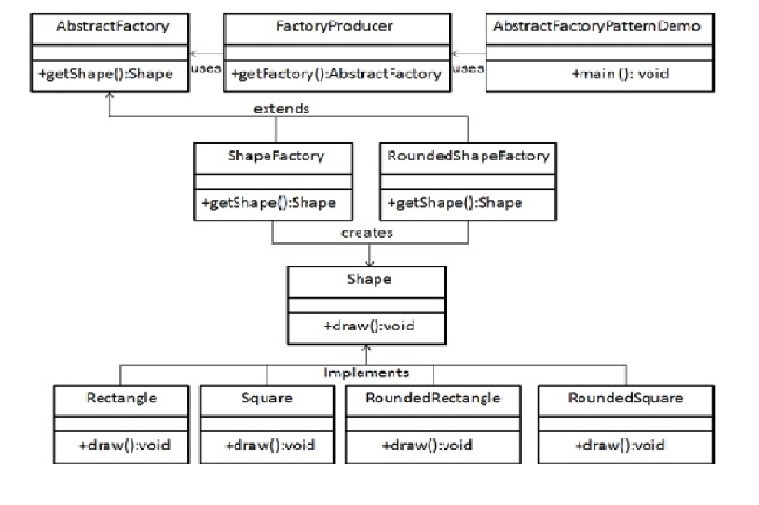 AbstractFactory
+getShape():Shape
uses
FactoryProducer
+getFactory():AbstractFactory
uses
AbstractFactoryPatternDemo
+main (): void
extends
ShapeFactory
+getShape():Shape
RoundedShapeFactory
+getShape():Shape
creates
Shape
+draw():void
Implements
Rectangle
+draw():void
Square
+draw():void
RoundedRectangle
+draw():void
RoundedSquare
+draw():void